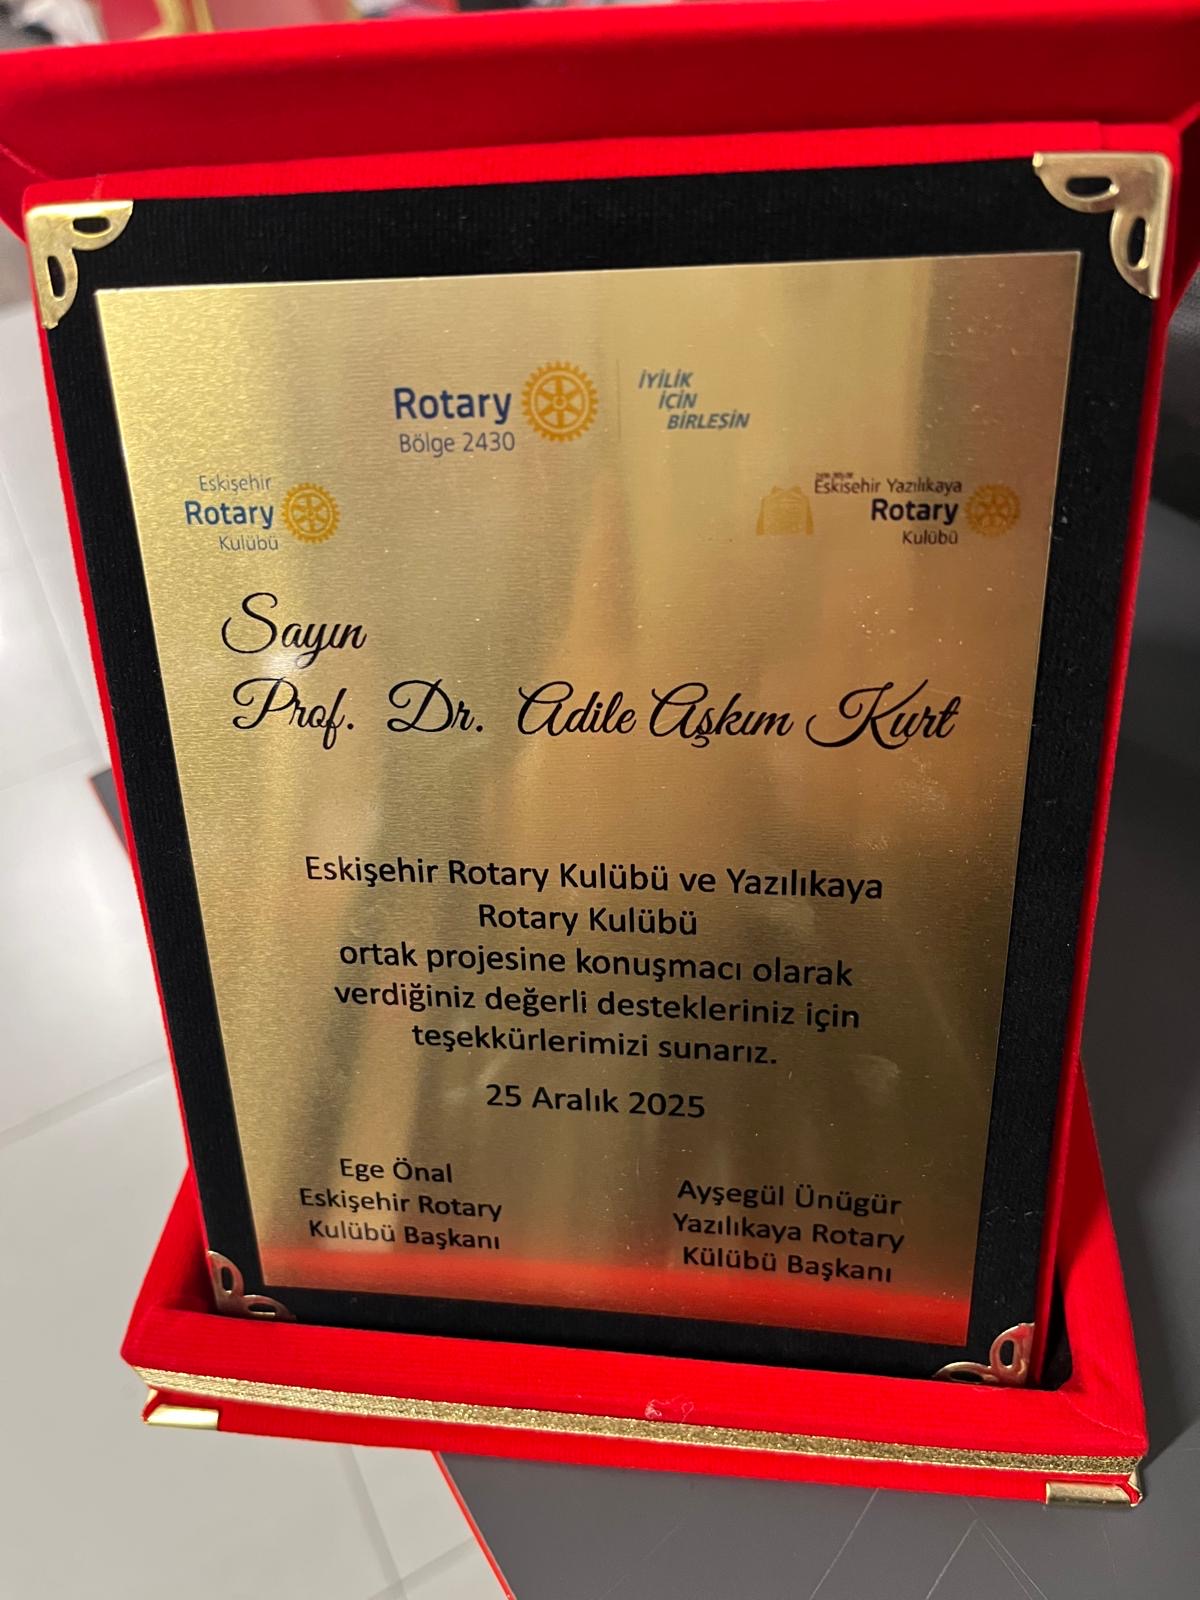 Rotary
Bölge 2430
İYİLİK
İÇİN
BİRLEŞİN
Eskişehir
Rotary
Kulübü
Eskişehir Yazılıkaya
Rotary
Kulübü
Sayın
Prof. Dr. Adile Aşkım Kurt
Eskişehir Rotary Kulübü ve Yazılıkaya
Rotary Kulübü
ortak projesine konuşmacı olarak
verdiğiniz değerli destekleriniz için
teşekkürlerimizi sunarız.
25 Aralık 2025
Ege Önal
Eskişehir Rotary
Kulübü Başkanı
Ayşegül Ünügür
Yazılıkaya Rotary
Külübü Başkanı